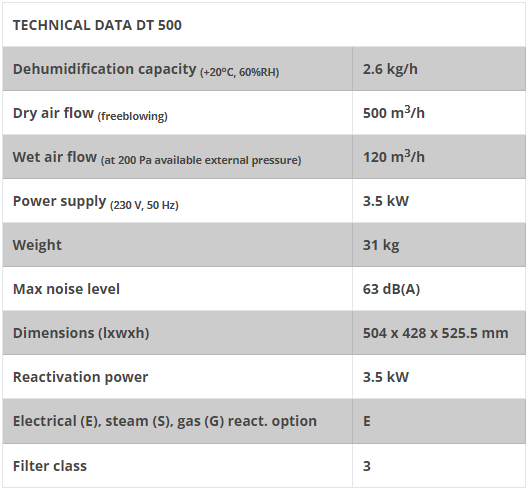 TECHNICAL DATA DT 500
Dehumidification capacity (+20ºC, 60%RH) 2.6 kg/h
Dry air flow (freeblowing) 500 m³/h
Wet air flow (at 200 Pa available external pressure) 120 m³/h
Power supply (230 V, 50 Hz) 3.5 kW
Weight 31 kg
Max noise level 63 dB(A)
Dimensions (lxwxh) 504 x 428 x 525.5 mm
Reactivation power 3.5 kW
Electrical (E), steam (S), gas (G) react. option E
Filter class 3